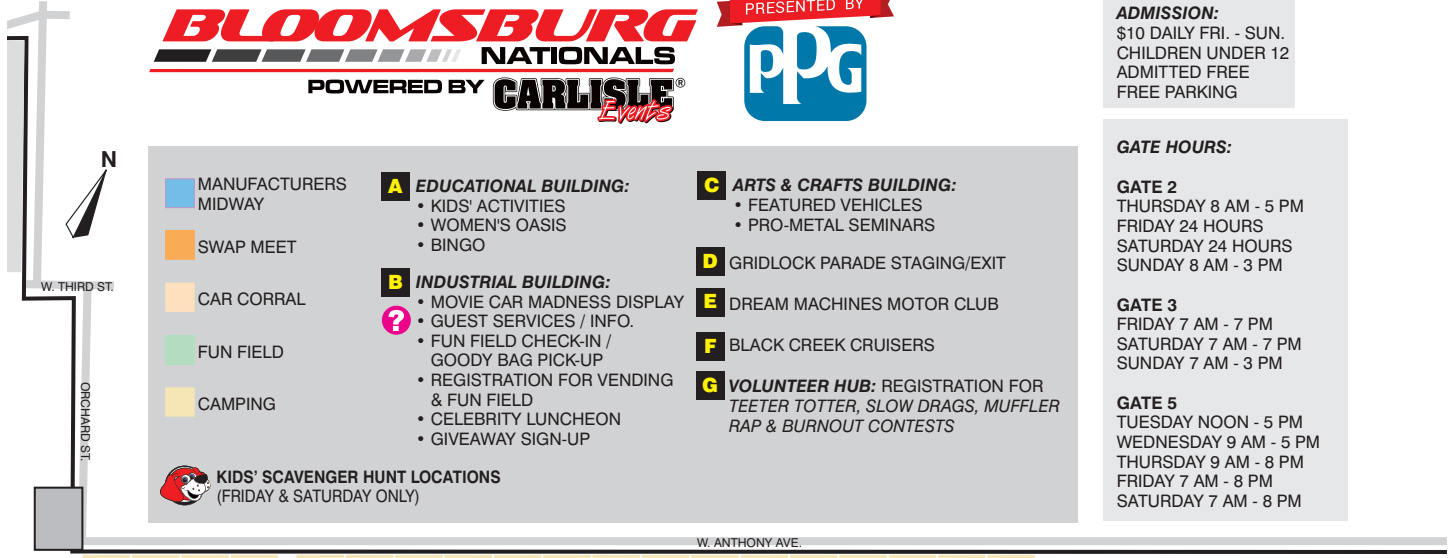 BLOOMSBURG
NATIONALS
POWERED BY CARLISLE®
Events
PRESENTED BY
PPG
ADMISSION:
$10 DAILY FRI. - SUN.
CHILDREN UNDER 12
ADMITTED FREE
FREE PARKING
GATE HOURS:
GATE 2
THURSDAY 8 AM - 5 PM
FRIDAY 24 HOURS
SATURDAY 24 HOURS
SUNDAY 8 AM - 3 PM
GATE 3
FRIDAY 7 AM - 7 PM
SATURDAY 7 AM - 7 PM
SUNDAY 7 AM - 3 PM
GATE 5
TUESDAY NOON - 5 PM
WEDNESDAY 9 AM - 5 PM
THURSDAY 9 AM - 8 PM
FRIDAY 7 AM - 8 PM
SATURDAY 7 AM - 8 PM
N
W. THIRD ST.
ORCHARD ST.
MANUFACTURERS
MIDWAY
SWAP MEET
CAR CORRAL
FUN FIELD
CAMPING
A EDUCATIONAL BUILDING:
• KIDS' ACTIVITIES
• WOMEN'S OASIS
• BINGO
B INDUSTRIAL BUILDING:
• MOVIE CAR MADNESS DISPLAY
? • GUEST SERVICES / INFO.
• FUN FIELD CHECK-IN /
GOODY BAG PICK-UP
• REGISTRATION FOR VENDING
& FUN FIELD
• CELEBRITY LUNCHEON
• GIVEAWAY SIGN-UP
C ARTS & CRAFTS BUILDING:
• FEATURED VEHICLES
• PRO-METAL SEMINARS
D GRIDLOCK PARADE STAGING/EXIT
E DREAM MACHINES MOTOR CLUB
F BLACK CREEK CRUISERS
G VOLUNTEER HUB: REGISTRATION FOR
TEETER TOTTER, SLOW DRAGS, MUFFLER
RAP & BURNOUT CONTESTS
KIDS’ SCAVENGER HUNT LOCATIONS
(FRIDAY & SATURDAY ONLY)
W. ANTHONY AVE.